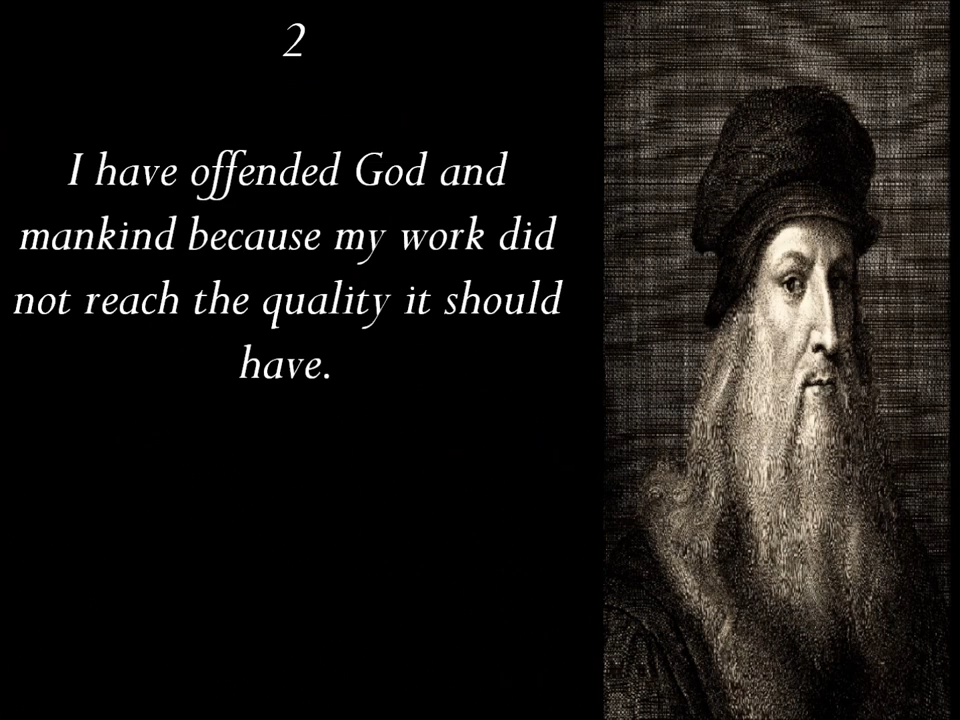 2
I have offended God and
mankind because my work did
not reach the quality it should
have.